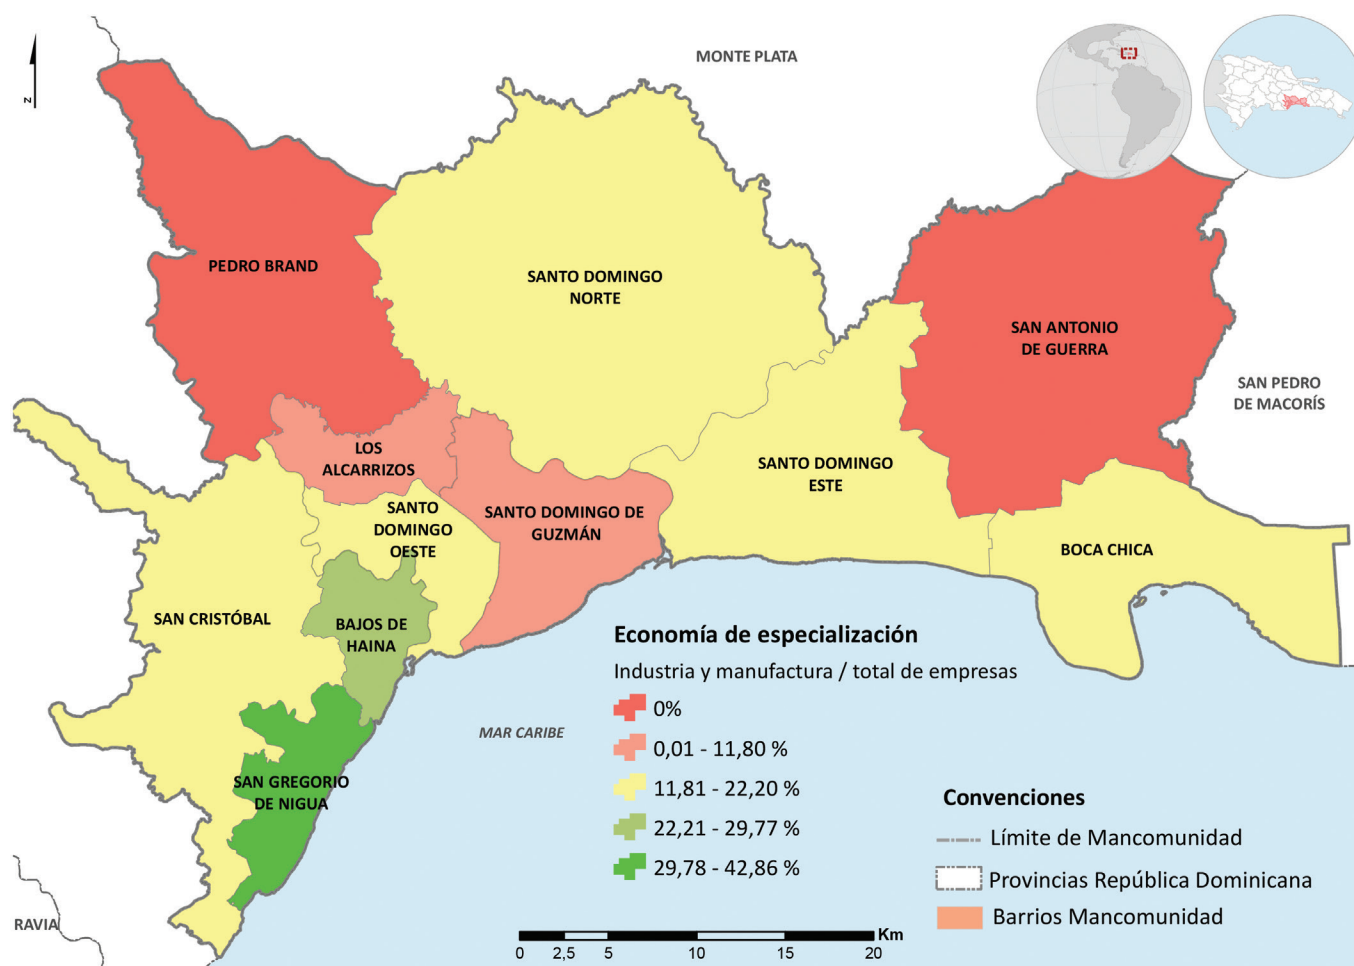 MONTE PLATA
N
PEDRO BRAND
SANTO DOMINGO
NORTE
SAN ANTONIO
DE GUERRA
SAN PEDRO
DE MACORÍS
LOS
ALCARRIZOS
SANTO DOMINGO
ESTE
SANTO
DOMINGO
OESTE
SANTO DOMINGO DE
GUZMÁN
BOCA CHICA
SAN CRISTÓBAL
BAJOS DE
HAINA
SAN GREGORIO
DE NIGUA
MAR CARIBE
RAVIA
Economía de especialización
Industria y manufactura / total de empresas
0%
0,01 - 11,80 %
11,81 - 22,20 %
22,21 - 29,77 %
29,78 - 42,86 %
Convenciones
Límite de Mancomunidad
Provincias República Dominicana
Barrios Mancomunidad
Km
0 2,5 5 10 15 20